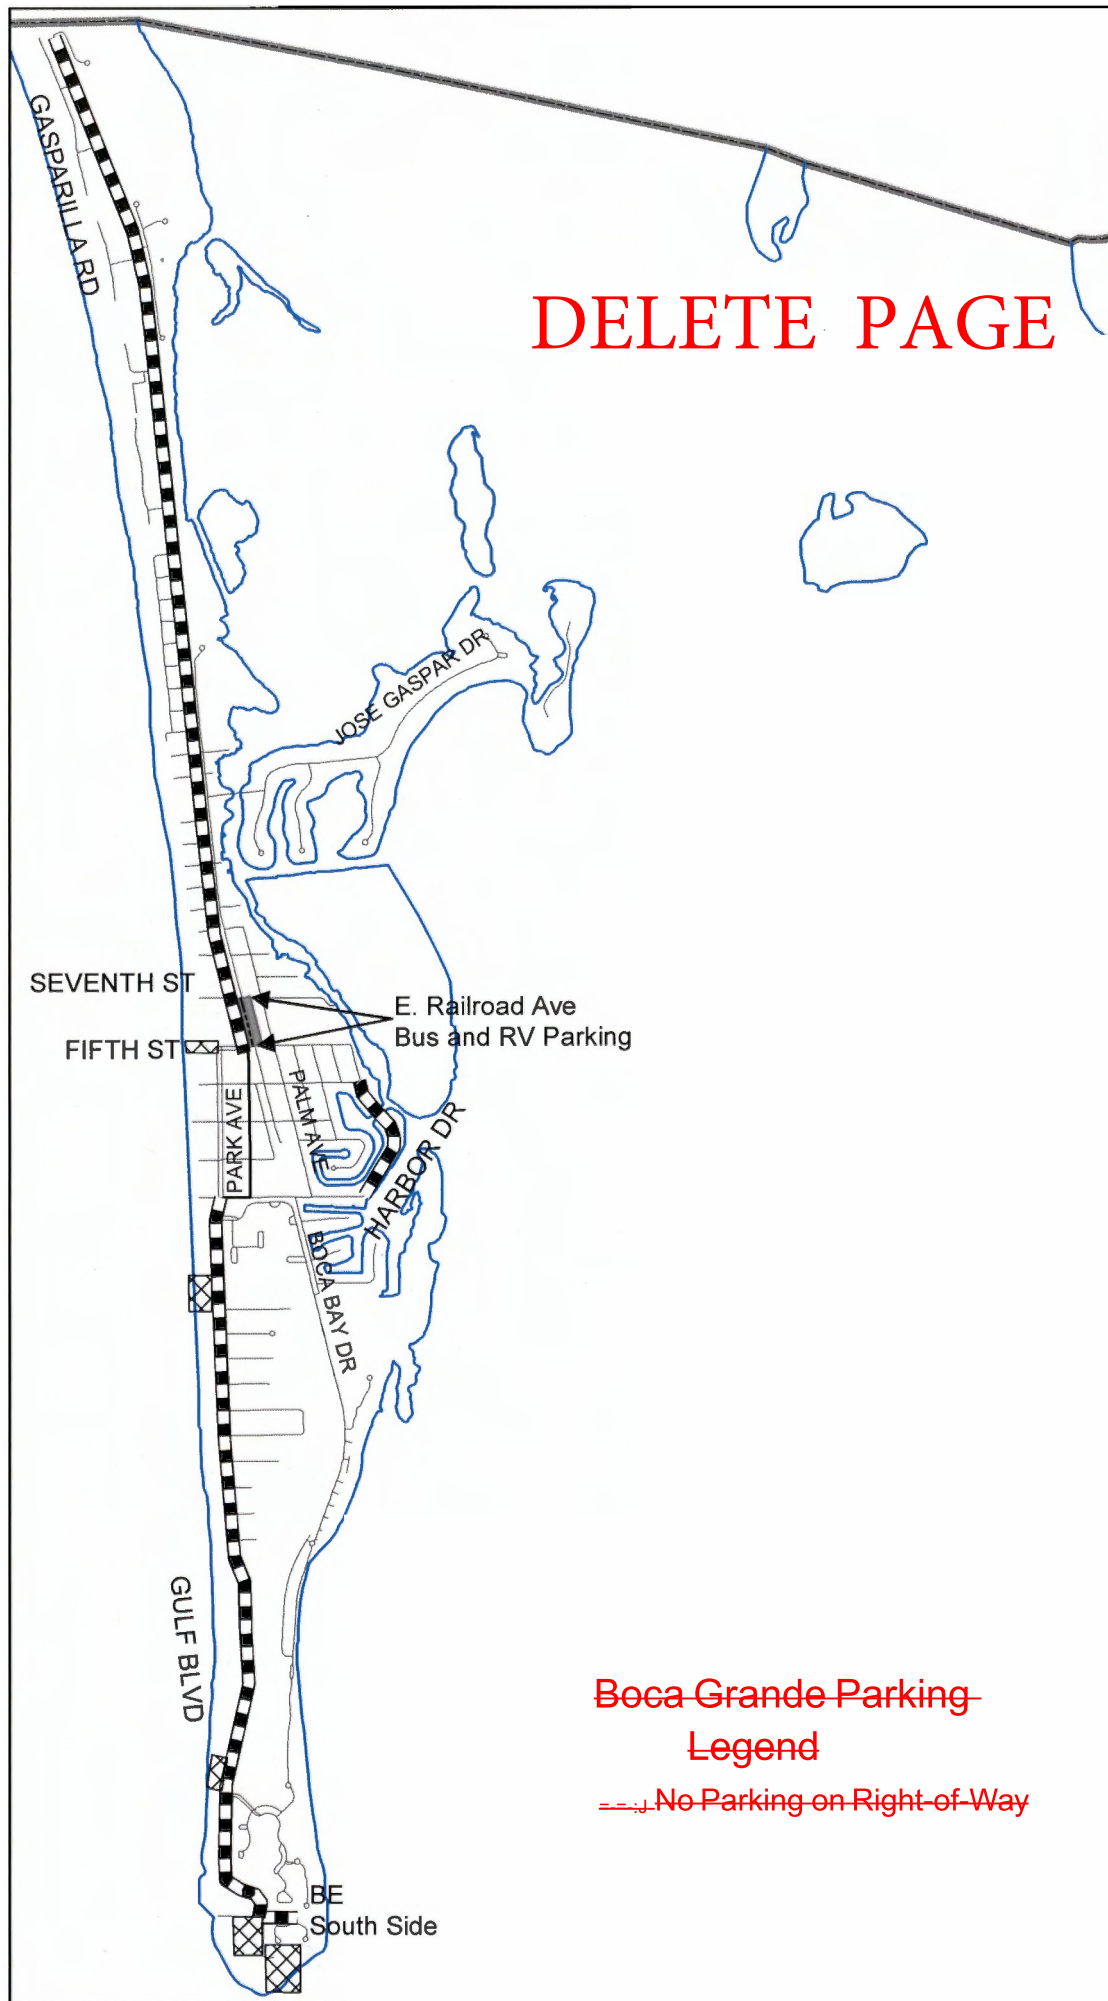 GASPARILLA RD
DELETE PAGE
JOSE GASPAR DR
SEVENTH ST
E. Railroad Ave
Bus and RV Parking
FIFTH ST
PARK AVE
PALM AVE
HARBOR DR
BOCA BAY DR
GULF BLVD
Boca Grande Parking
Legend
No Parking on Right-of-Way
BE
South Side